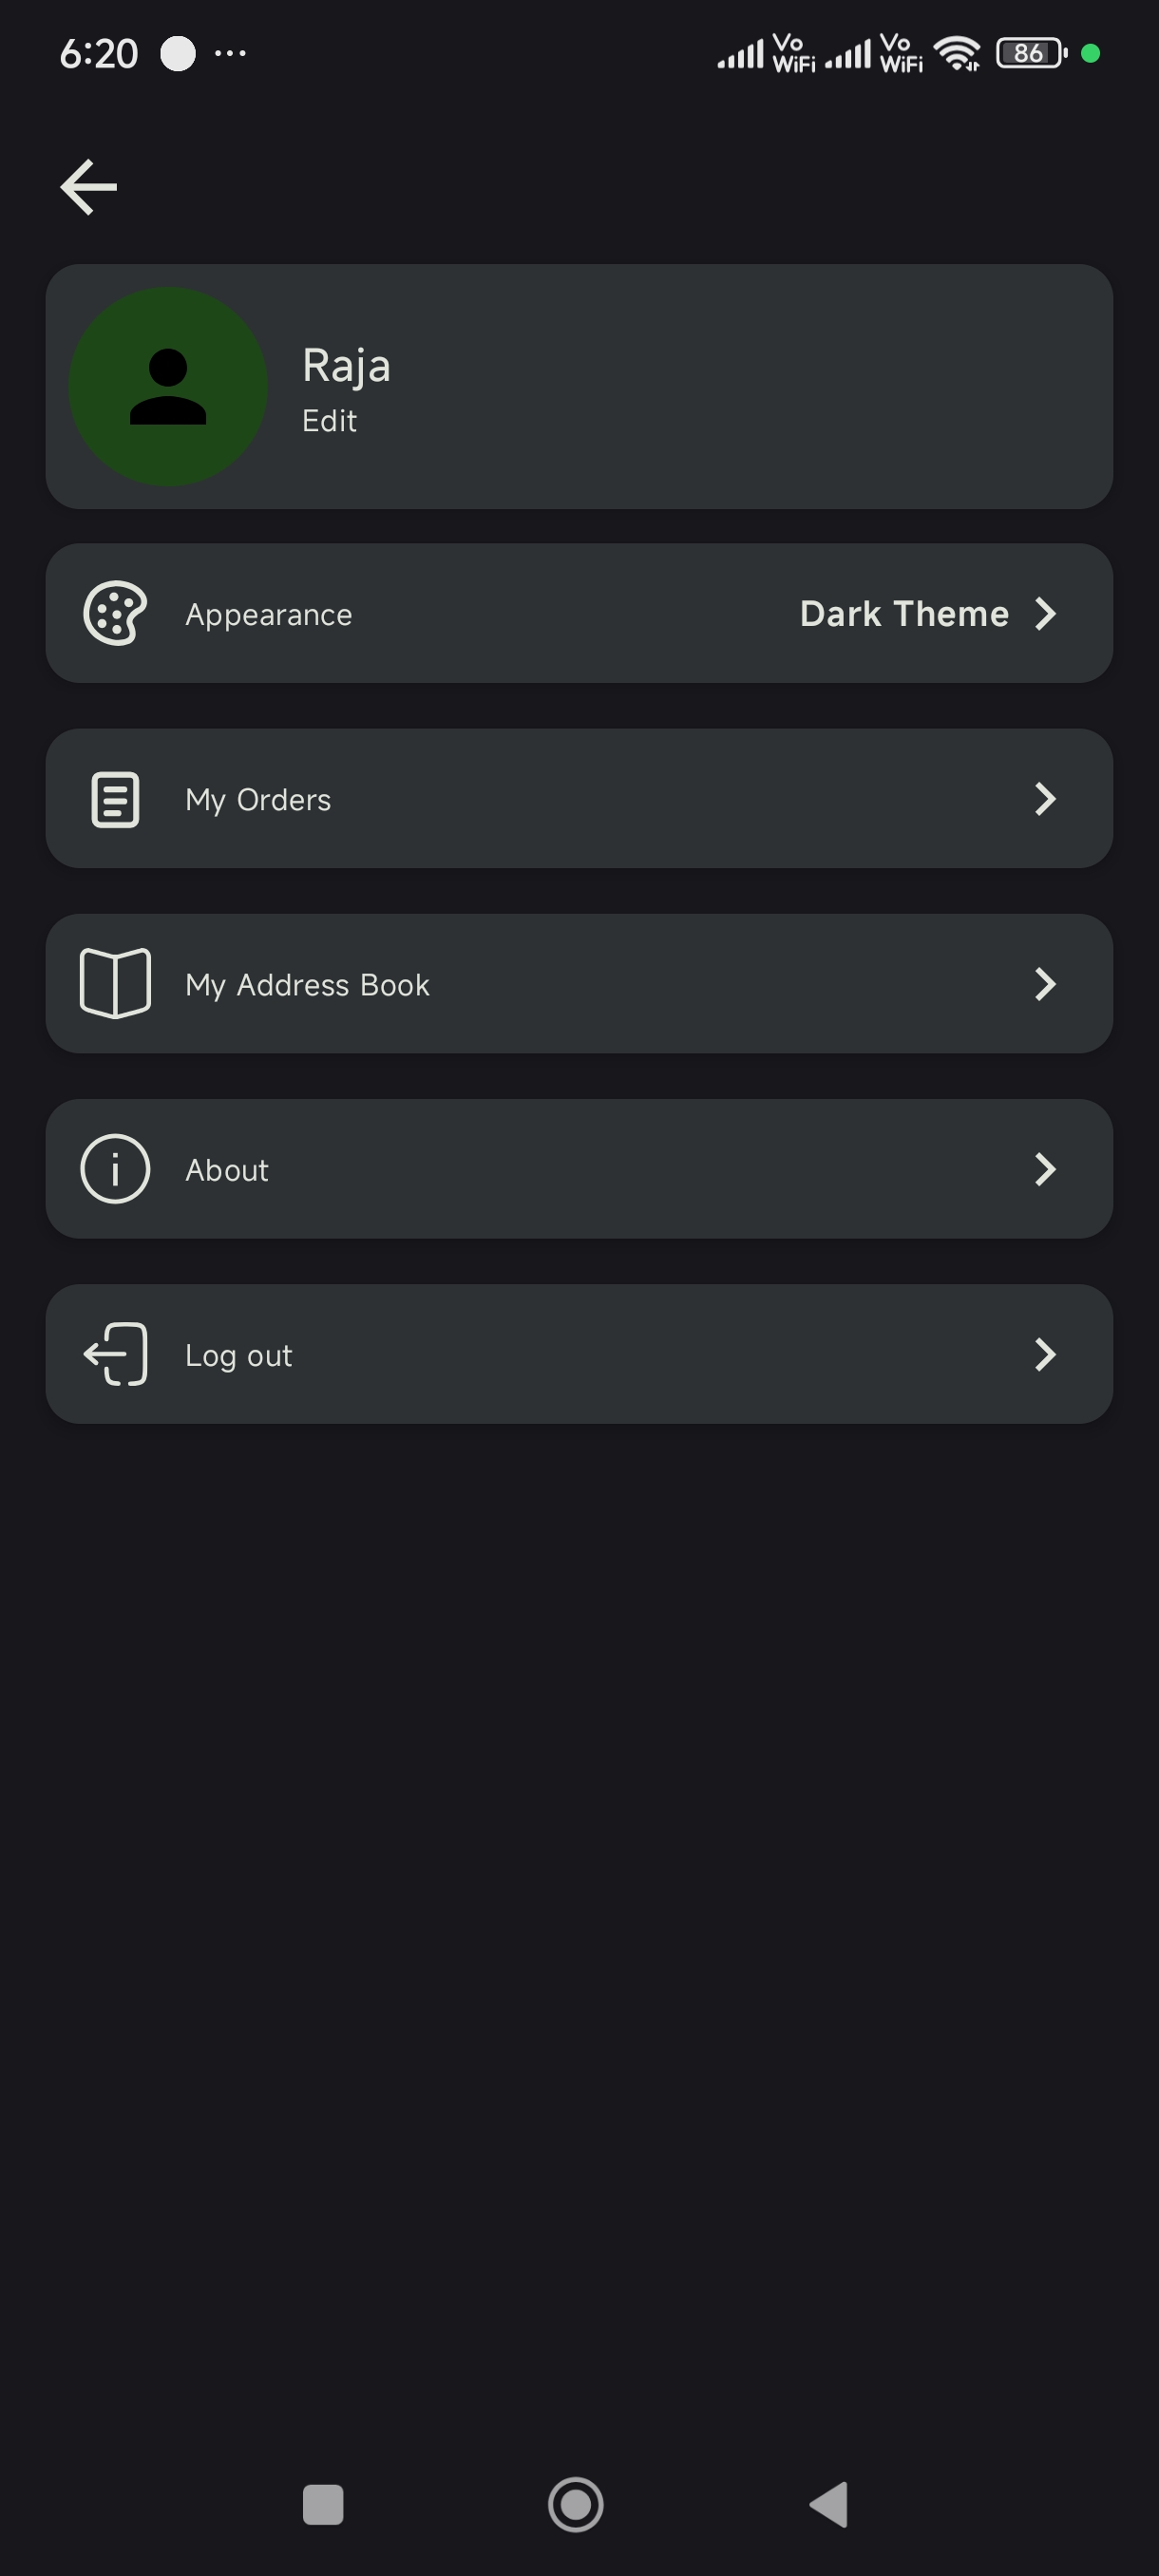 6:20 ... Vo WiFi Vo WiFi 86
Raja
Edit
Appearance Dark Theme
My Orders
My Address Book
About
Log out